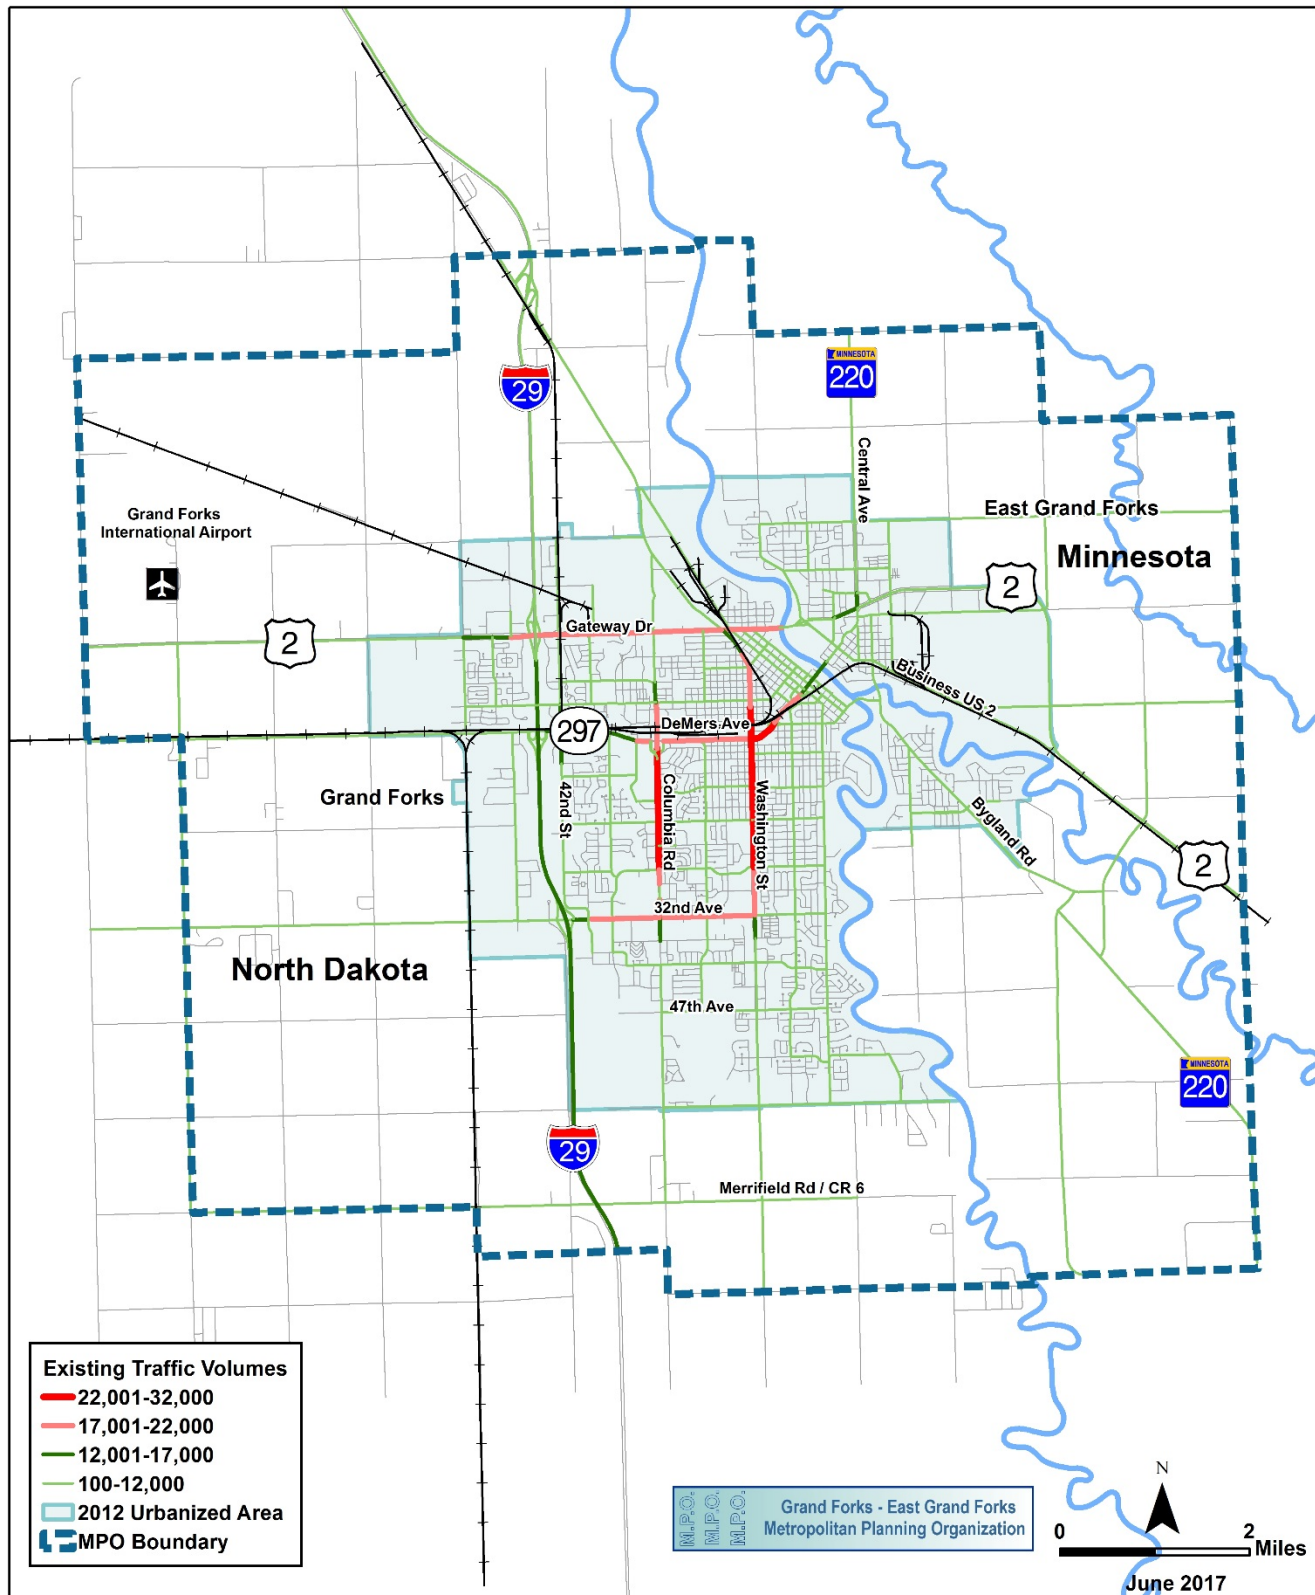 29
MINNESOTA
220
Central Ave
East Grand Forks
Minnesota
Grand Forks
International Airport
2
2
Gateway Dr
Business US 2
DeMers Ave
297
Grand Forks
42nd St
Columbia Rd
Washington St
Bygland Rd
2
32nd Ave
North Dakota
47th Ave
MINNESOTA
220
29
Merrifield Rd / CR 6
Existing Traffic Volumes
22,001-32,000
17,001-22,000
12,001-17,000
100-12,000
2012 Urbanized Area
MPO Boundary
M.P.O.
M.P.O.
M.P.O.
Grand Forks - East Grand Forks
Metropolitan Planning Organization
N
0 2
Miles
June 2017